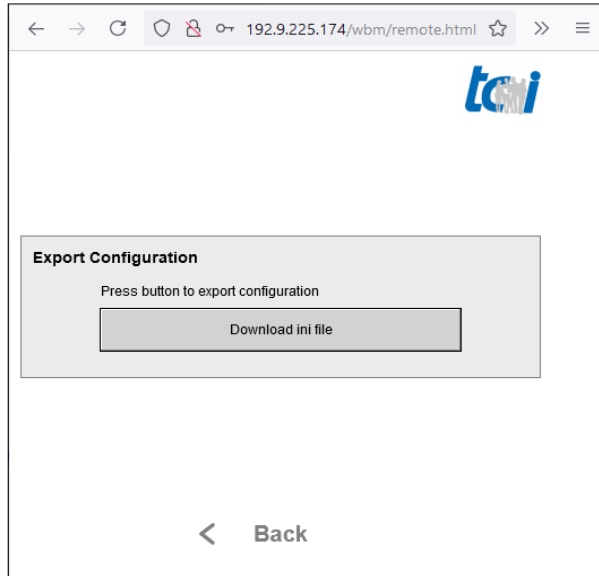 192.9.225.174/wbm/remote.html
tci
Export Configuration
Press button to export configuration
Download ini file
Back